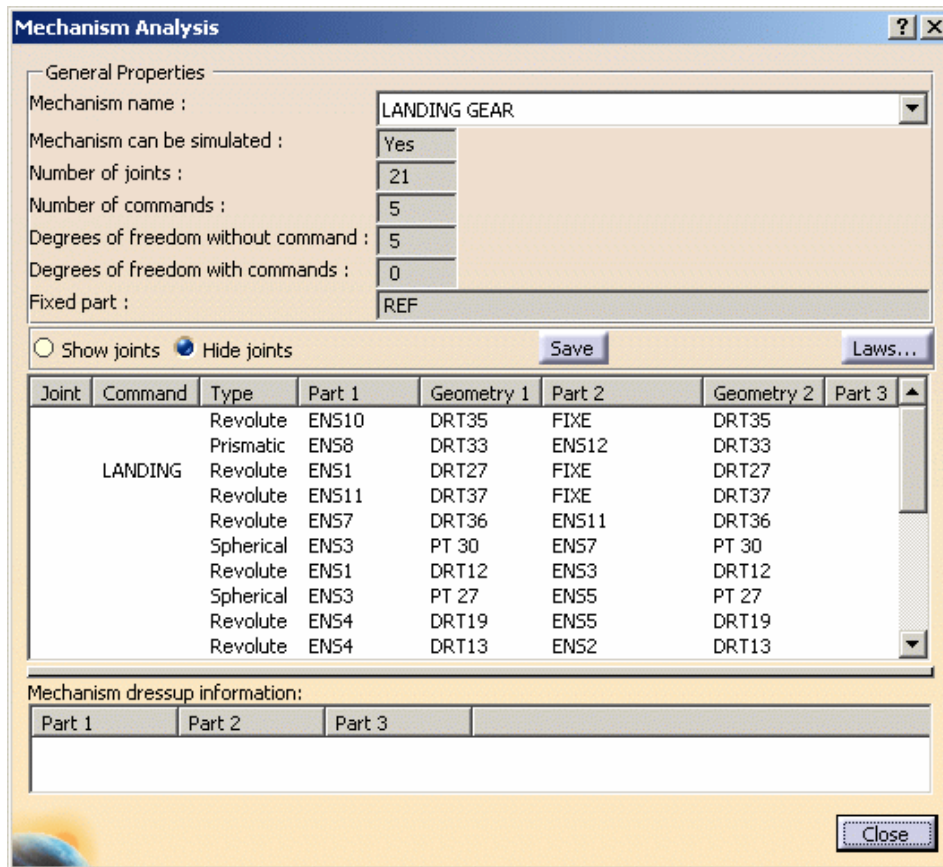 Mechanism Analysis
General Properties
Mechanism name : LANDING GEAR
Mechanism can be simulated : Yes
Number of joints : 21
Number of commands : 5
Degrees of freedom without command : 5
Degrees of freedom with commands : 0
Fixed part : REF
Show joints Hide joints Save Laws...
Joint Command Type Part 1 Geometry 1 Part 2 Geometry 2 Part 3
Revolute ENS10 DRT35 FIXE DRT35
Prismatic ENS8 DRT33 ENS12 DRT33
LANDING Revolute ENS1 DRT27 FIXE DRT27
Revolute ENS11 DRT37 FIXE DRT37
Revolute ENS7 DRT36 ENS11 DRT36
Spherical ENS3 PT 30 ENS7 PT 30
Revolute ENS1 DRT12 ENS3 DRT12
Spherical ENS3 PT 27 ENS5 PT 27
Revolute ENS4 DRT19 ENS5 DRT19
Revolute ENS4 DRT13 ENS2 DRT13
Mechanism dressup information:
Part 1 Part 2 Part 3
Close